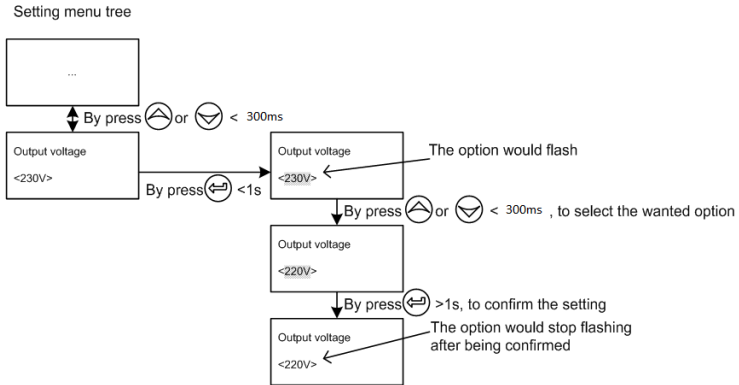 Setting menu tree
...
By press or < 300ms
Output voltage
<230V>
By press <1s
Output voltage
<230V>
The option would flash
By press or < 300ms , to select the wanted option
Output voltage
<220V>
By press >1s, to confirm the setting
Output voltage
<220V>
The option would stop flashing
after being confirmed